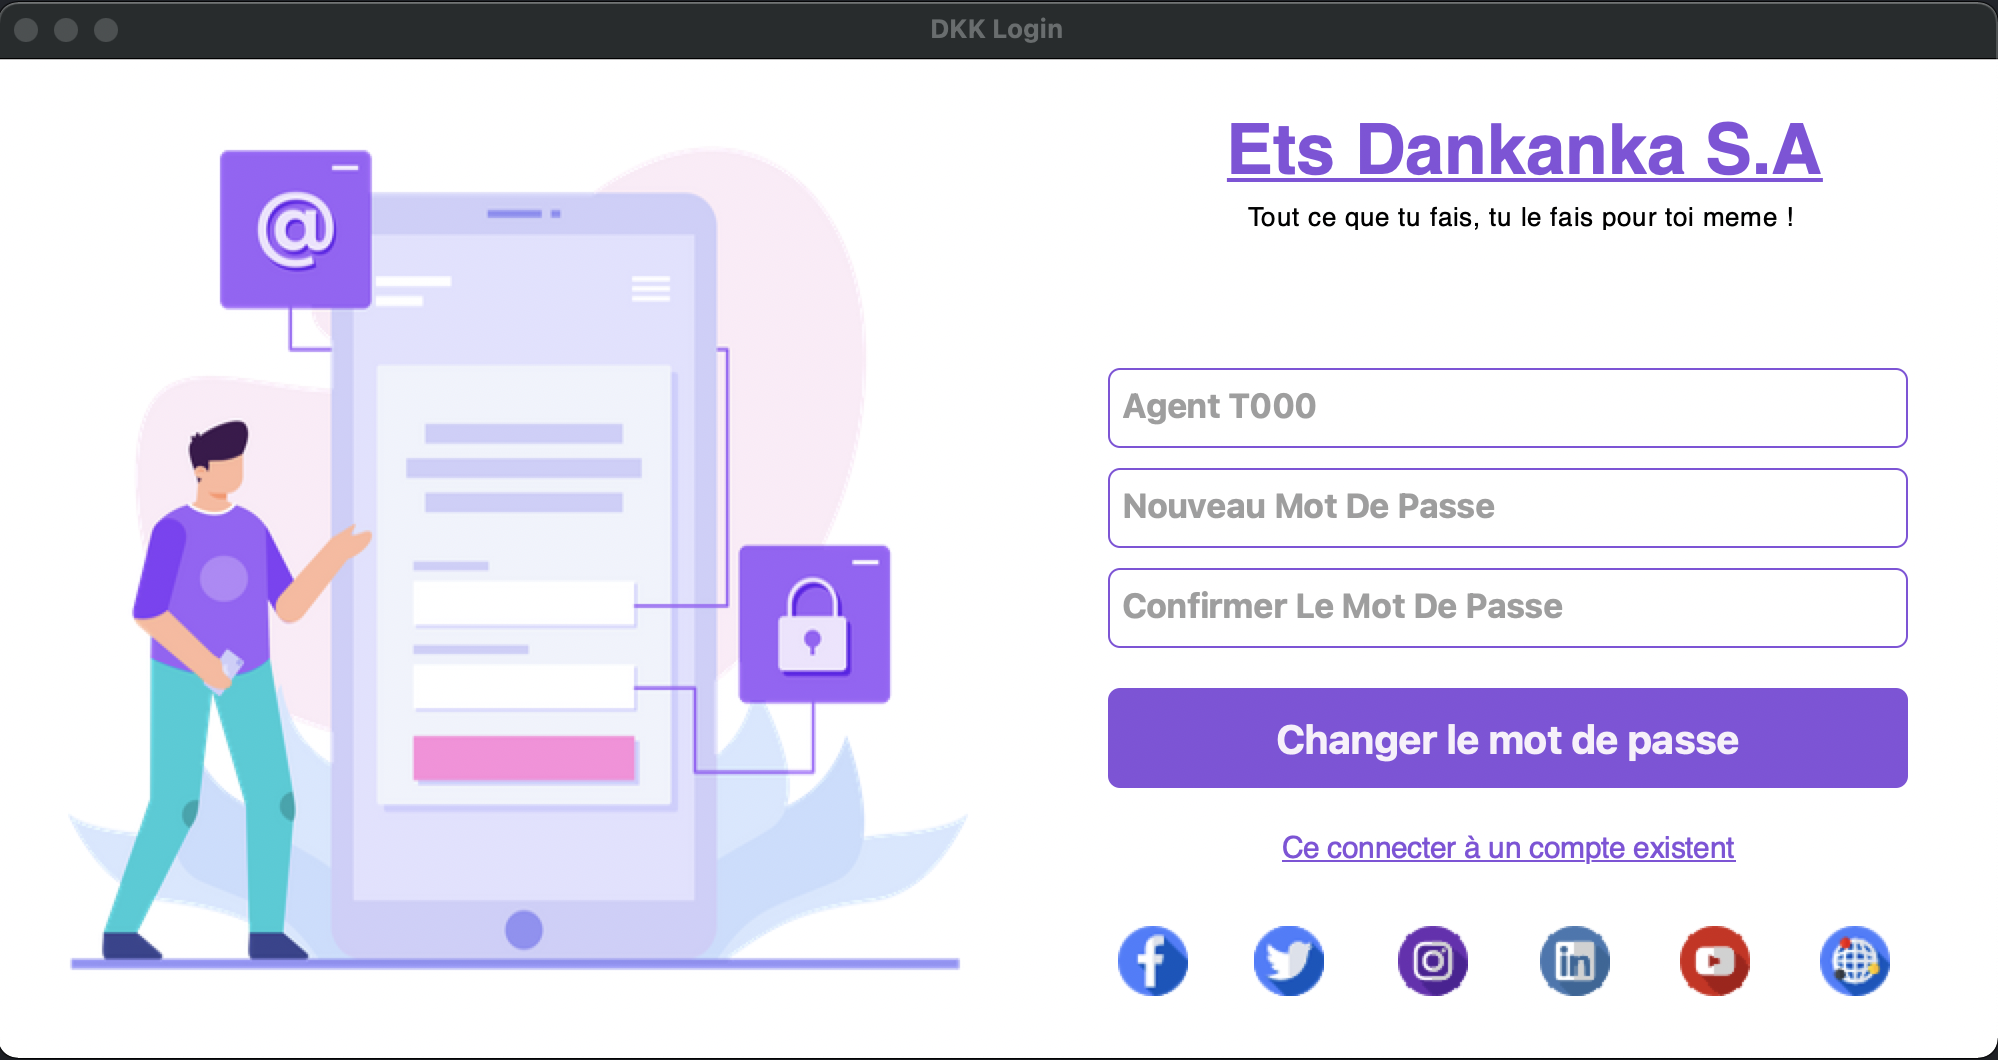 DKK Login
Ets Dankanka S.A
Tout ce que tu fais, tu le fais pour toi meme !
@
Agent T000
Nouveau Mot De Passe
Confirmer Le Mot De Passe
Changer le mot de passe
Ce connecter à un compte existent